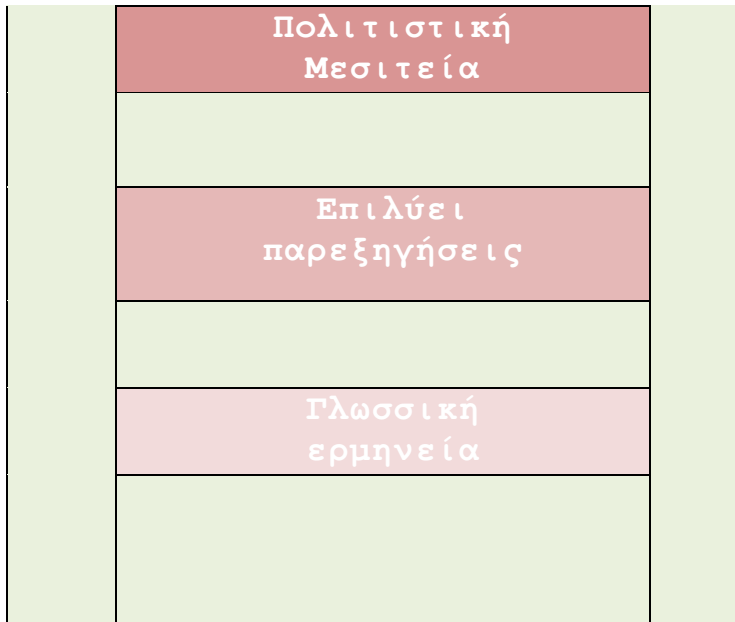 Πολιτιστική
Μεσιτεία
Επιλύει
παρεξηγήσεις
Γλωσσική
ερμηνεία